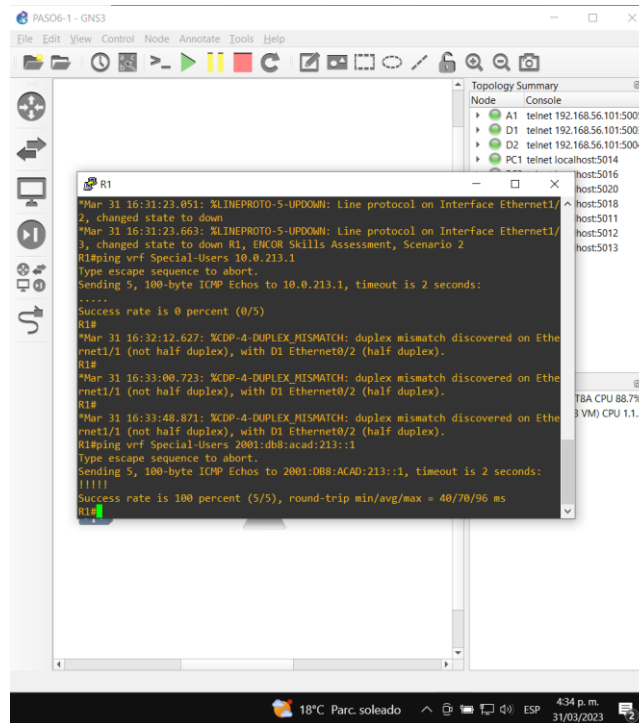 PASO6-1 - GNS3
File Edit View Control Node Annotate Tools Help
Topology Summary
Node Console
A1 telnet 192.168.56.101:500
D1 telnet 192.168.56.101:500
D2 telnet 192.168.56.101:500
PC1 telnet localhost:5014
host:5016
host:5020
host:5018
host:5011
host:5012
host:5013
R1
*Mar 31 16:31:23.051: %LINEPROTO-5-UPDOWN: Line protocol on Interface Ethernet1/
2, changed state to down
*Mar 31 16:31:23.663: %LINEPROTO-5-UPDOWN: Line protocol on Interface Ethernet1/
3, changed state to down R1, ENCOR Skills Assessment, Scenario 2
R1#ping vrf Special-Users 10.0.213.1
Type escape sequence to abort.
Sending 5, 100-byte ICMP Echos to 10.0.213.1, timeout is 2 seconds:
.....
Success rate is 0 percent (0/5)
R1#
*Mar 31 16:32:12.627: %CDP-4-DUPLEX_MISMATCH: duplex mismatch discovered on Ethe
rnet1/1 (not half duplex), with D1 Ethernet0/2 (half duplex).
R1#
*Mar 31 16:33:00.723: %CDP-4-DUPLEX_MISMATCH: duplex mismatch discovered on Ethe
rnet1/1 (not half duplex), with D1 Ethernet0/2 (half duplex).
R1#
*Mar 31 16:33:48.871: %CDP-4-DUPLEX_MISMATCH: duplex mismatch discovered on Ethe
rnet1/1 (not half duplex), with D1 Ethernet0/2 (half duplex).
R1#ping vrf Special-Users 2001:db8:acad:213::1
Type escape sequence to abort.
Sending 5, 100-byte ICMP Echos to 2001:DB8:ACAD:213::1, timeout is 2 seconds:
!!!!!
Success rate is 100 percent (5/5), round-trip min/avg/max = 40/70/96 ms
R1#
T8A CPU 88.7%
VM) CPU 1.1.
18°C Parc. soleado
ESP
4:34 p. m.
31/03/2023